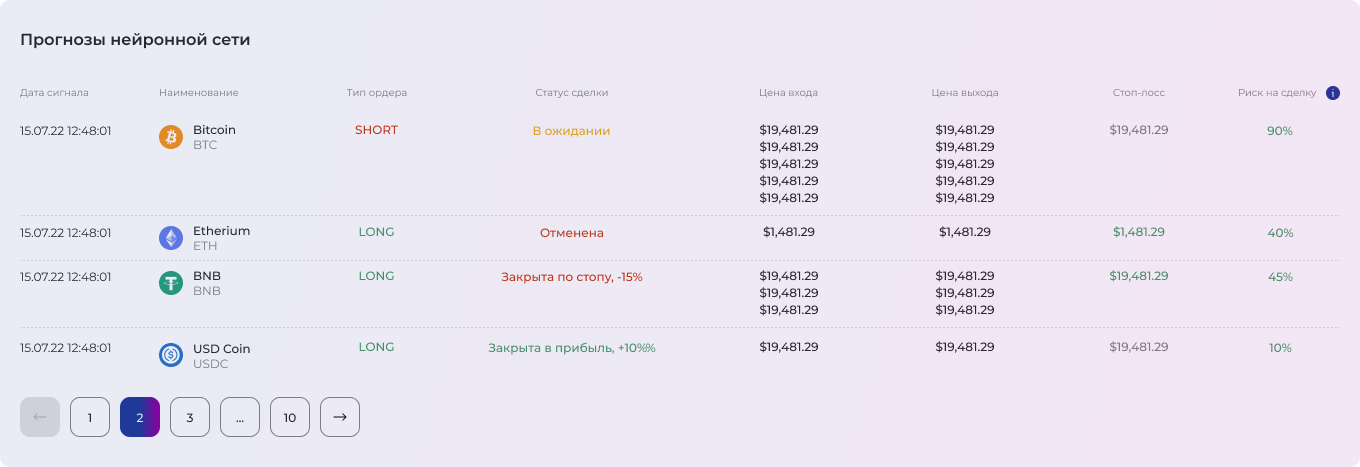 Прогнозы нейронной сети
Дата сигнала Наименование Тип ордера Статус сделки Цена входа Цена выхода Стоп-лосс Риск на сделку i
15.07.22 12:48:01 Bitcoin SHORT В ожидании $19,481.29 $19,481.29 $19,481.29 90%
BTC $19,481.29 $19,481.29
$19,481.29 $19,481.29
$19,481.29 $19,481.29
$19,481.29 $19,481.29
15.07.22 12:48:01 Etherium LONG Отменена $1,481.29 $1,481.29 $1,481.29 40%
ETH
15.07.22 12:48:01 BNB LONG Закрыта по стопу, -15% $19,481.29 $19,481.29 $19,481.29 45%
BNB $19,481.29 $19,481.29
$19,481.29 $19,481.29
15.07.22 12:48:01 USD Coin LONG Закрыта в прибыль, +10%% $19,481.29 $19,481.29 $19,481.29 10%
USDC
← 1 2 3 ... 10 →